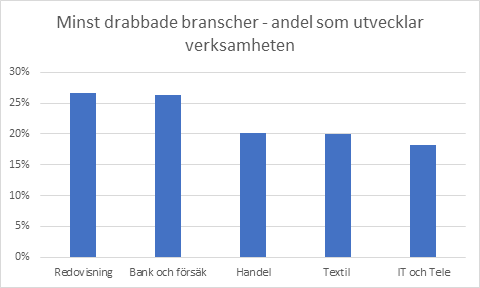 Minst drabbade branscher - andel som utvecklar
verksamheten
30%
25%
20%
15%
10%
5%
0%
Redovisning Bank och försäk Handel Textil IT och Tele